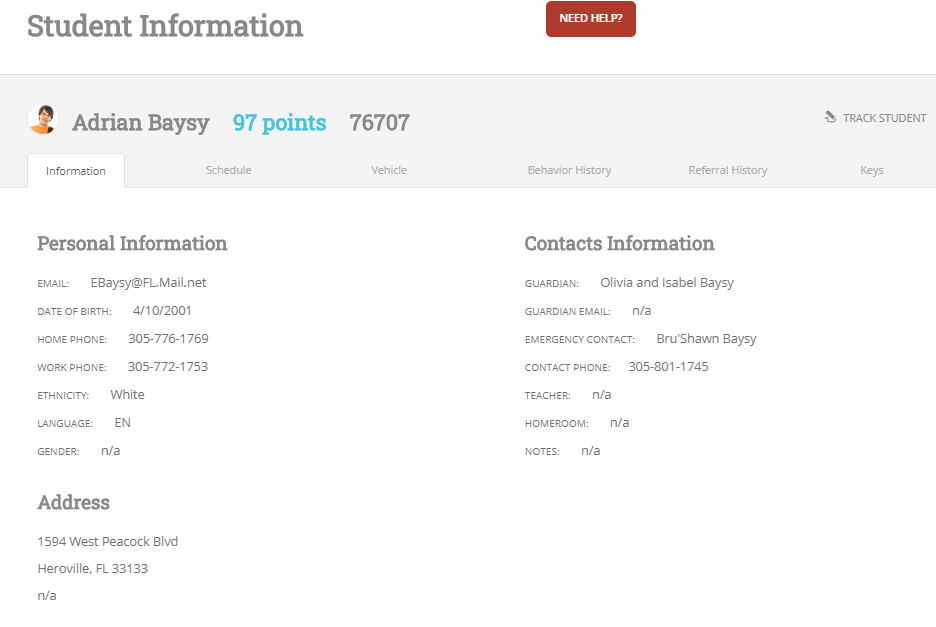 Student Information
NEED HELP?
Adrian Baysy 97 points 76707
TRACK STUDENT
Information Schedule Vehicle Behavior History Referral History Keys
Personal Information
EMAIL: EBaysy@FL.Mail.net
DATE OF BIRTH: 4/10/2001
HOME PHONE: 305-776-1769
WORK PHONE: 305-772-1753
ETHNICITY: White
LANGUAGE: EN
GENDER: n/a
Contacts Information
GUARDIAN: Olivia and Isabel Baysy
GUARDIAN EMAIL: n/a
EMERGENCY CONTACT: Bru'Shawn Baysy
CONTACT PHONE: 305-801-1745
TEACHER: n/a
HOMEROOM: n/a
NOTES: n/a
Address
1594 West Peacock Blvd
Heroville, FL 33133
n/a